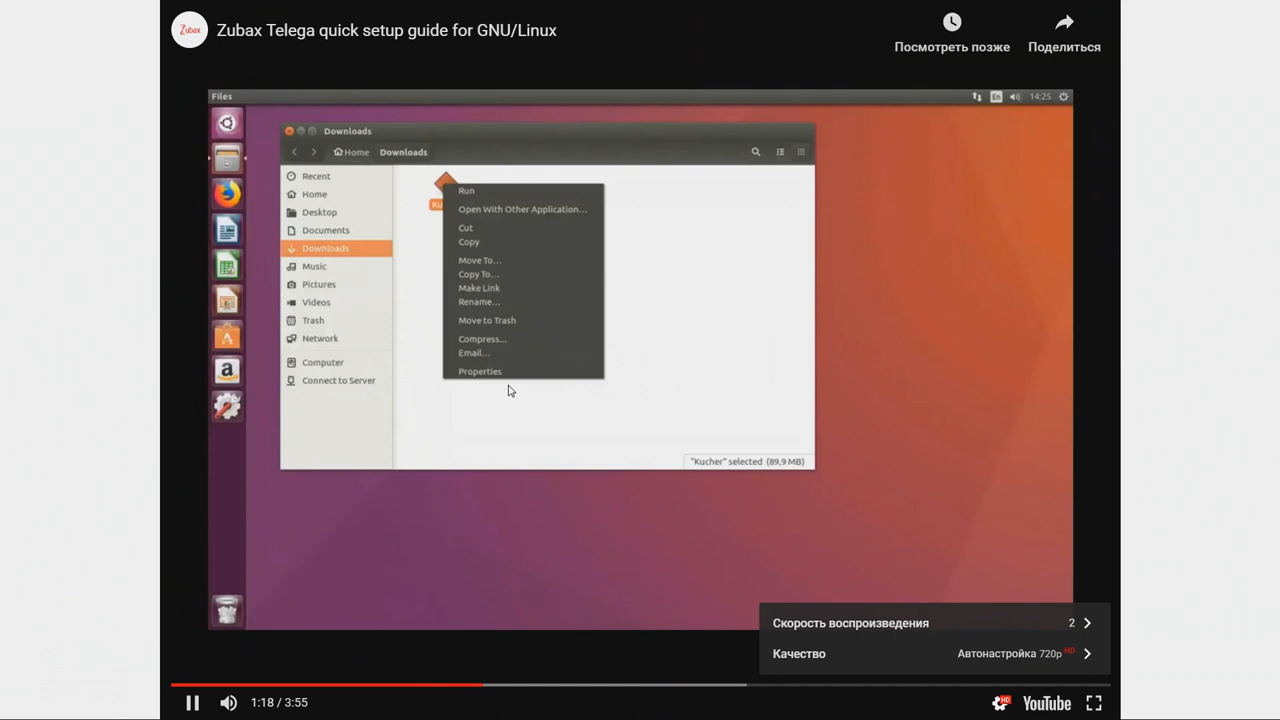 Zubax
Zubax Telega quick setup guide for GNU/Linux
Посмотреть позже
Поделиться
Files
En
14:25
Downloads
Home
Downloads
Recent
Home
Desktop
Documents
Downloads
Music
Pictures
Videos
Trash
Network
Computer
Connect to Server
Ku
Run
Open With Other Application...
Cut
Copy
Move To...
Copy To...
Make Link
Rename...
Move to Trash
Compress...
Email...
Properties
"Kucher" selected (89,9 MB)
Скорость воспроизведения 2
Качество Автонастройка 720p HD
1:18 / 3:55
HD
YouTube